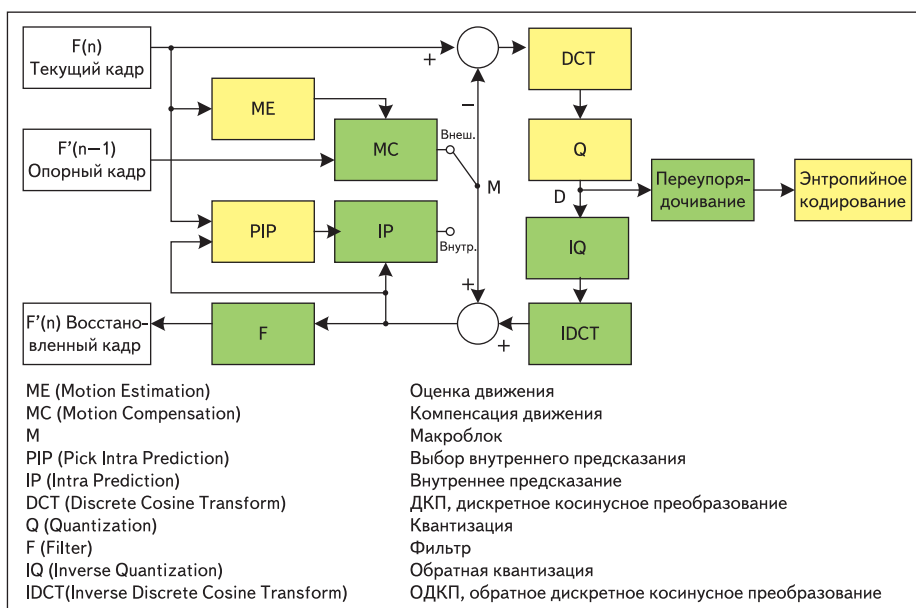 F(n)
Текущий кадр
+
DCT
ME
−
F'(n−1)
Опорный кадр
MC
Внеш.
M
Q
D
Переупоря-
дочивание
Энтропийное
кодирование
PIP
IP
Внутр.
IQ
+
F'(n) Восста-
новленный кадр
F
+
IDCT
ME (Motion Estimation) Оценка движения
MC (Motion Compensation) Компенсация движения
M Макроблок
PIP (Pick Intra Prediction) Выбор внутреннего предсказания
IP (Intra Prediction) Внутреннее предсказание
DCT (Discrete Cosine Transform) ДКП, дискретное косинусное преобразование
Q (Quantization) Квантизация
F (Filter) Фильтр
IQ (Inverse Quantization) Обратная квантизация
IDCT(Inverse Discrete Cosine Transform) ОДКП, обратное дискретное косинусное преобразование